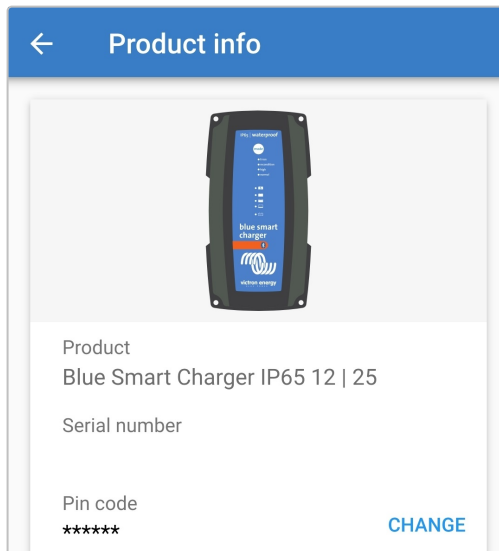 Product info
waterproof
blue smart
charger
victron energy
Product
Blue Smart Charger IP65 12 | 25
Serial number
Pin code
******
CHANGE